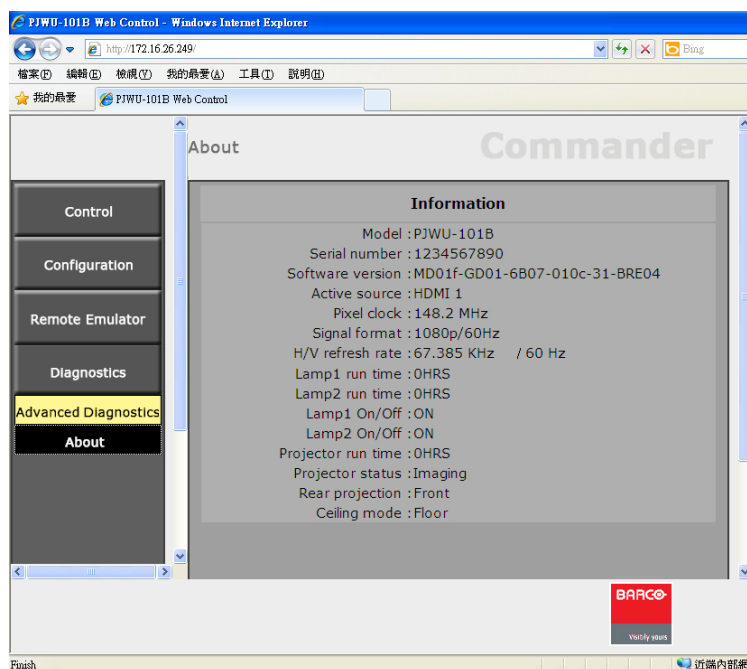 PJWU-101B Web Control - Windows Internet Explorer
http://172.16.26.249/
Bing
檔案(F) 編輯(E) 檢視(V) 我的最愛(A) 工具(T) 說明(H)
我的最愛 PJWU-101B Web Control
About
Commander
Control
Configuration
Remote Emulator
Diagnostics
Advanced Diagnostics
About
Information
Model :PJWU-101B
Serial number :1234567890
Software version :MD01f-GD01-6B07-010c-31-BRE04
Active source :HDMI 1
Pixel clock :148.2 MHz
Signal format :1080p/60Hz
H/V refresh rate :67.385 KHz / 60 Hz
Lamp1 run time :0HRS
Lamp2 run time :0HRS
Lamp1 On/Off :ON
Lamp2 On/Off :ON
Projector run time :0HRS
Projector status :Imaging
Rear projection :Front
Ceiling mode :Floor
BARCO
Visibly yours
Finish
近端內部網